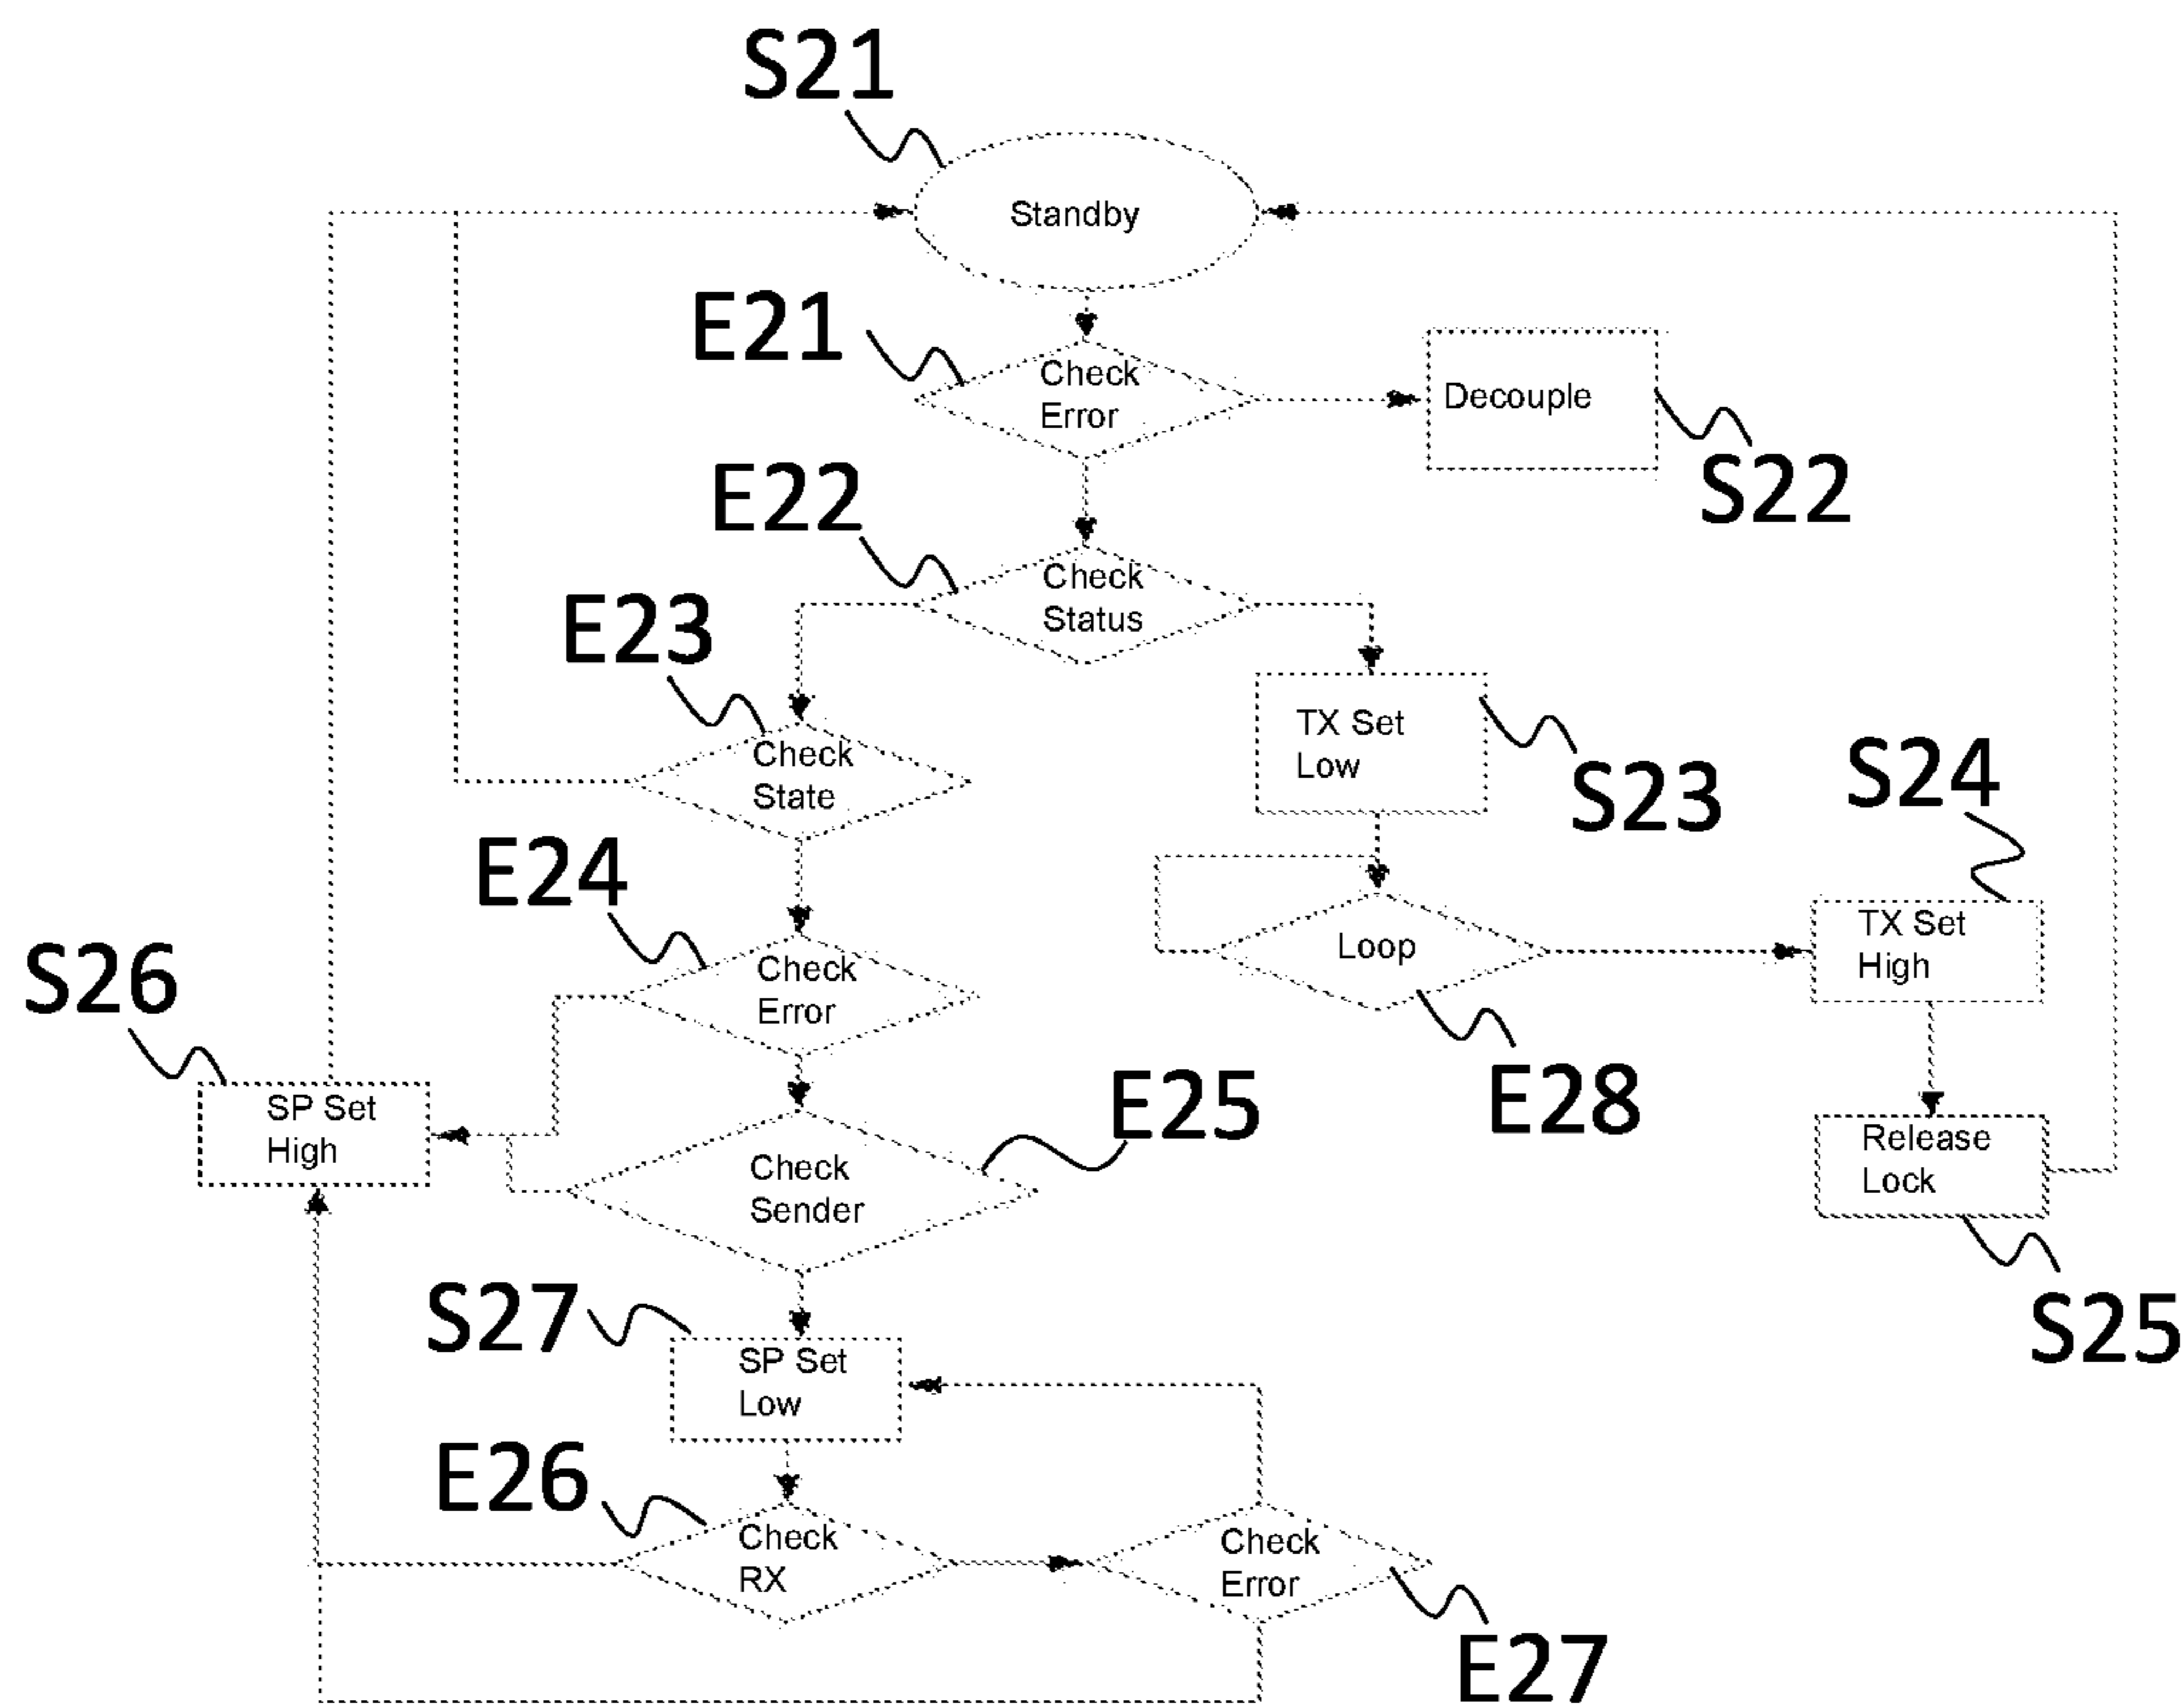 S21
Standby
E21
Check
Error
Decouple
S22
E22
Check
Status
E23
Check
State
TX Set
Low
S23
S24
E24
Check
Error
Loop
TX Set
High
S26
SP Set
High
E25
E28
Check
Sender
Release
Lock
S25
S27
SP Set
Low
E26
Check
RX
Check
Error
E27